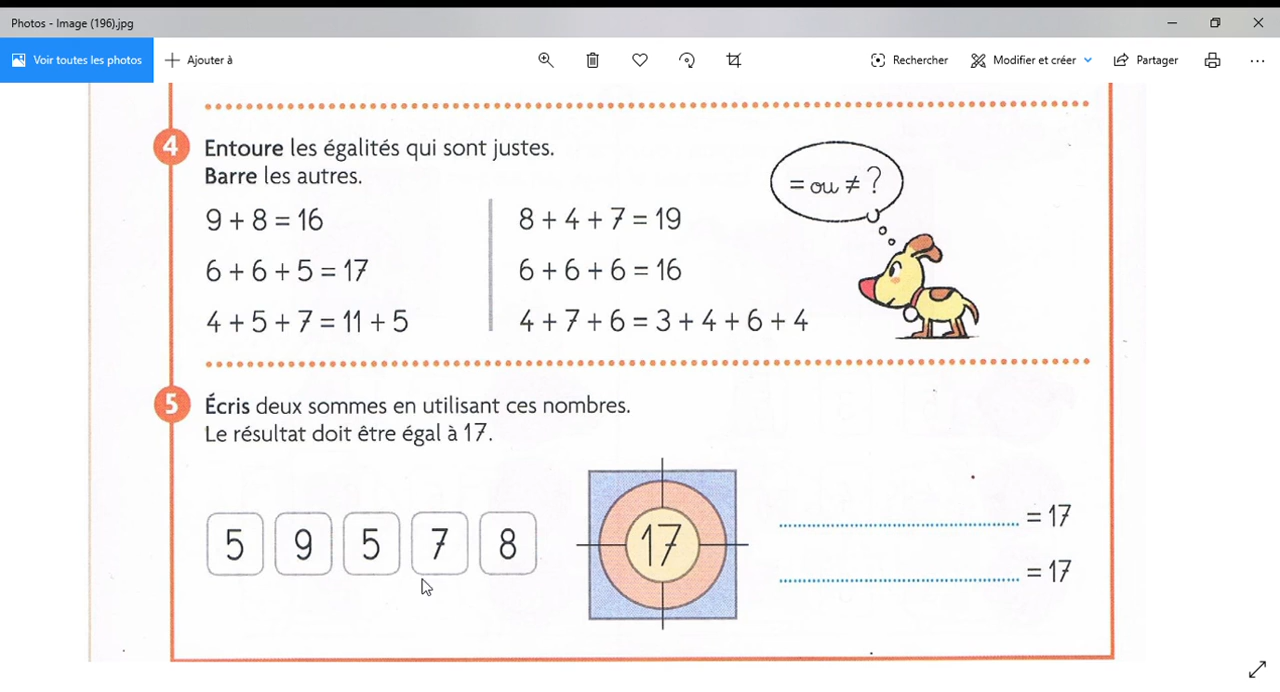 Photos - Image (196).jpg
Voir toutes les photos
Ajouter à
Rechercher
Modifier et créer
Partager
4 Entoure les égalités qui sont justes.
Barre les autres.
9 + 8 = 16
6 + 6 + 5 = 17
4 + 5 + 7 = 11 + 5
8 + 4 + 7 = 19
6 + 6 + 6 = 16
4 + 7 + 6 = 3 + 4 + 6 + 4
= ou ≠ ?
5 Écris deux sommes en utilisant ces nombres.
Le résultat doit être égal à 17.
5 9 5 7 8
17
= 17
= 17